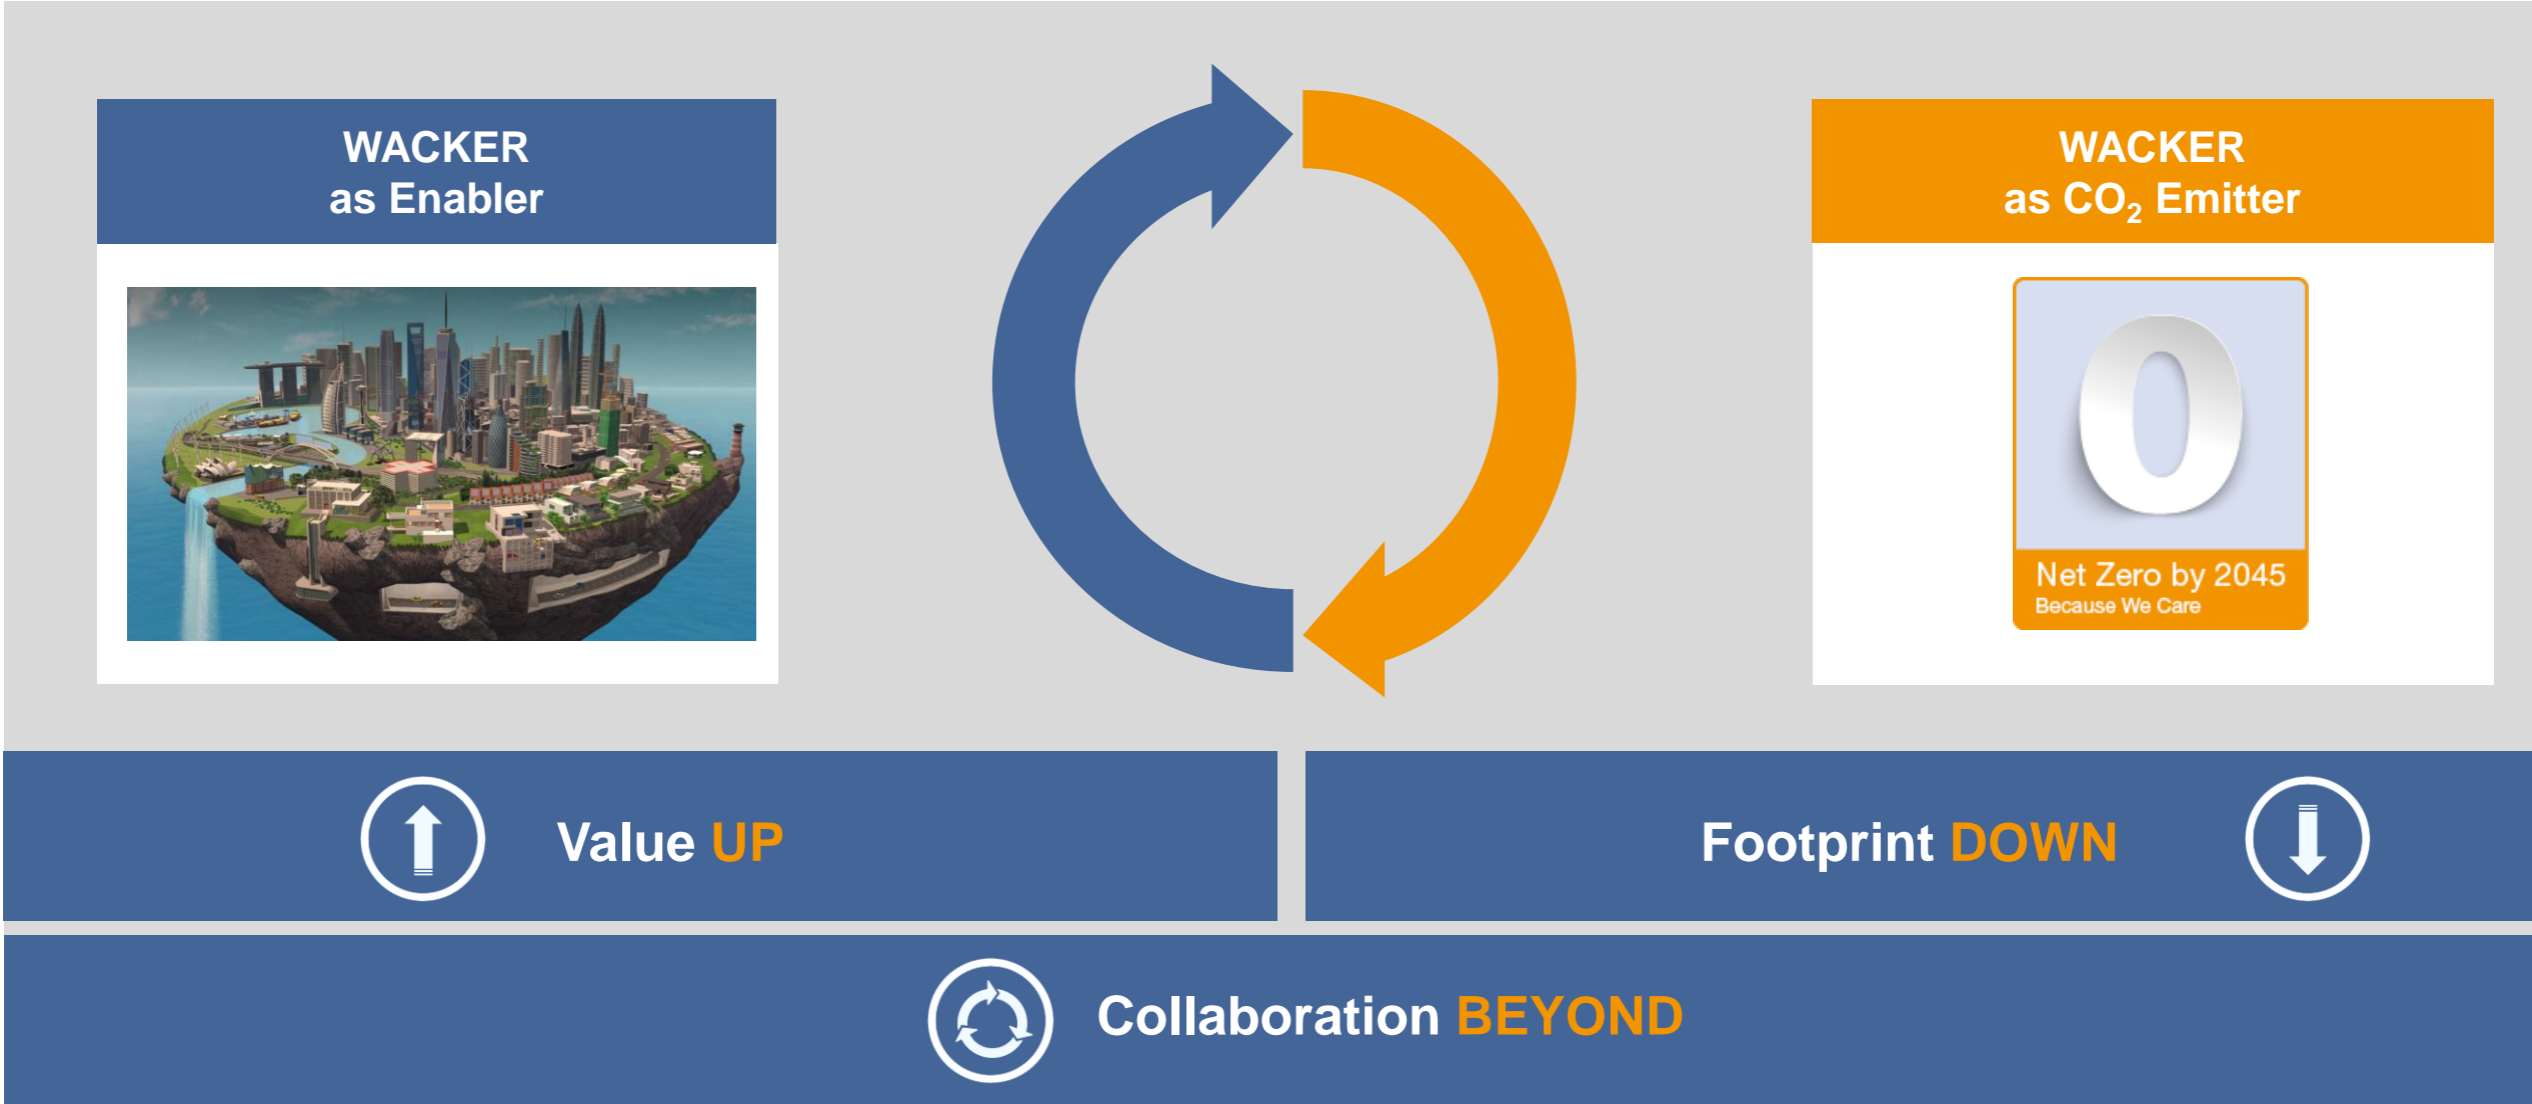 WACKER
as Enabler
WACKER
as CO₂ Emitter
0
Net Zero by 2045
Because We Care
Value UP
Footprint DOWN
Collaboration BEYOND